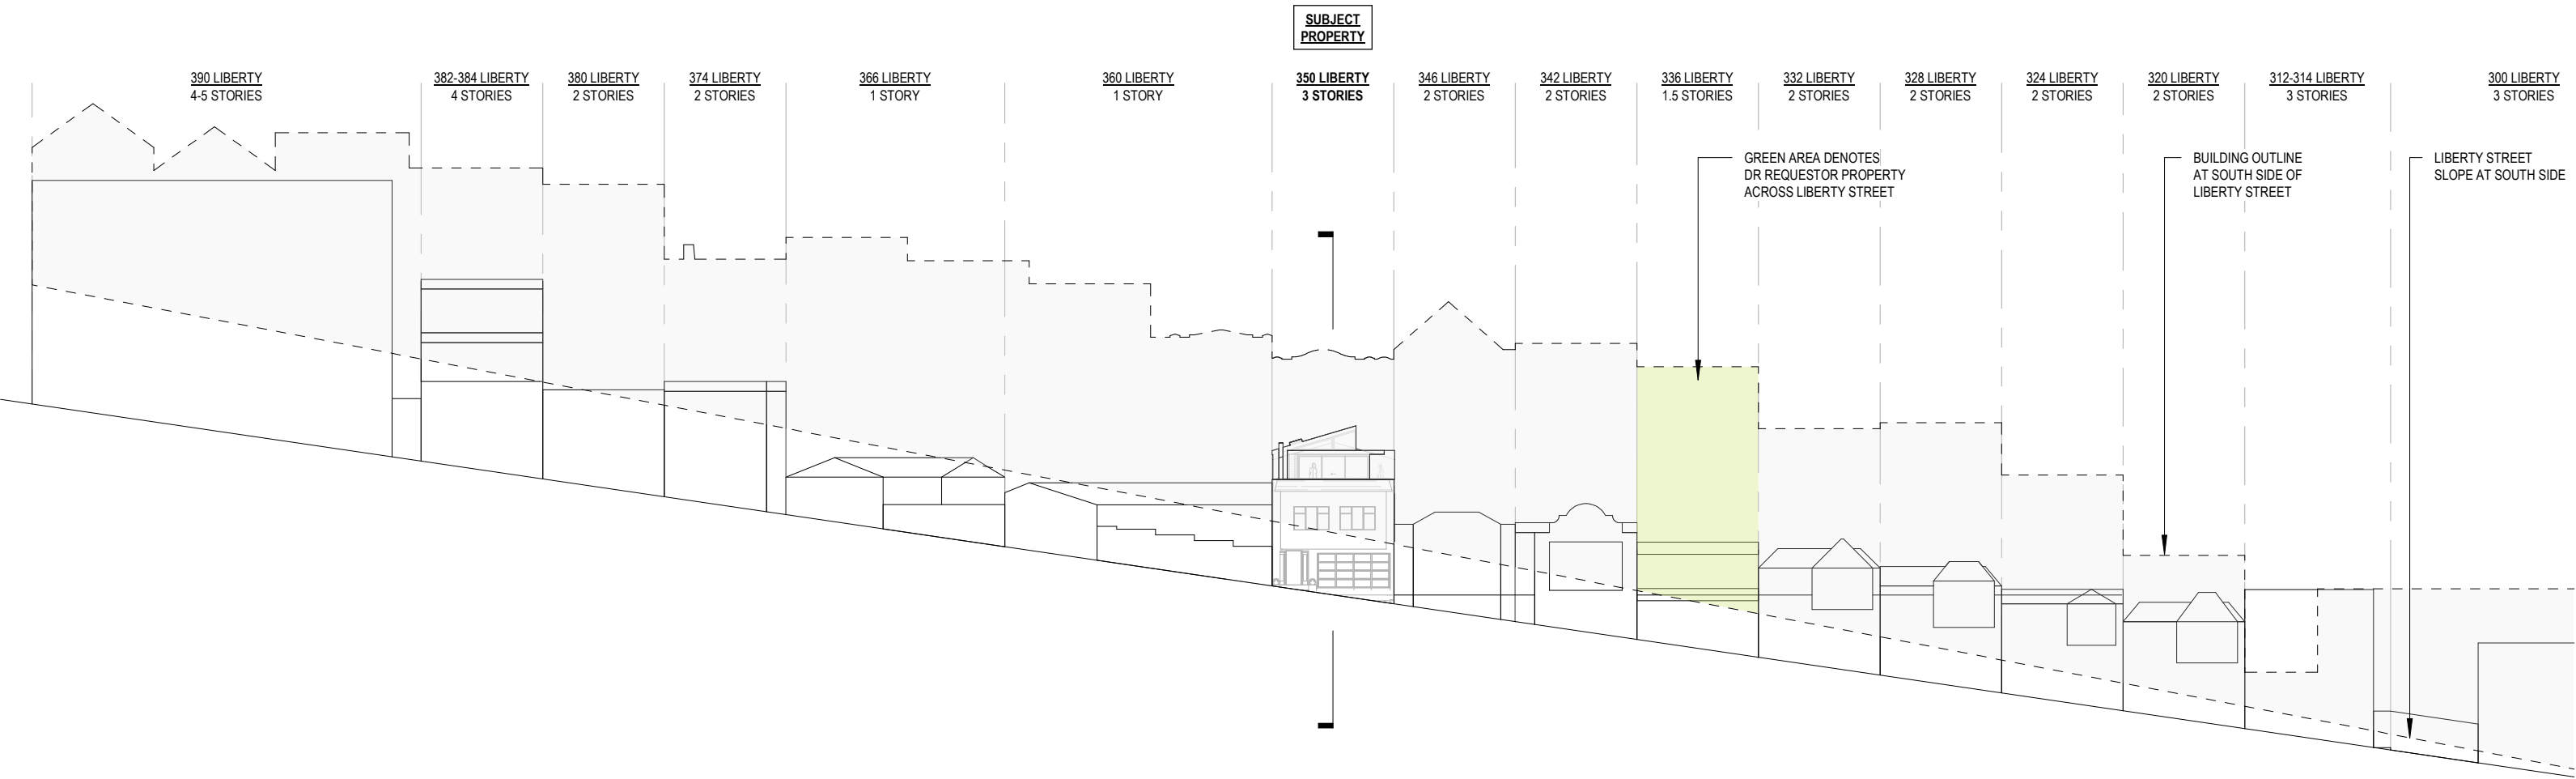 SUBJECT
PROPERTY
390 LIBERTY
4-5 STORIES
382-384 LIBERTY
4 STORIES
380 LIBERTY
2 STORIES
374 LIBERTY
2 STORIES
366 LIBERTY
1 STORY
360 LIBERTY
1 STORY
350 LIBERTY
3 STORIES
346 LIBERTY
2 STORIES
342 LIBERTY
2 STORIES
336 LIBERTY
1.5 STORIES
332 LIBERTY
2 STORIES
328 LIBERTY
2 STORIES
324 LIBERTY
2 STORIES
320 LIBERTY
2 STORIES
312-314 LIBERTY
3 STORIES
300 LIBERTY
3 STORIES
GREEN AREA DENOTES
DR REQUESTOR PROPERTY
ACROSS LIBERTY STREET
BUILDING OUTLINE
AT SOUTH SIDE OF
LIBERTY STREET
LIBERTY STREET
SLOPE AT SOUTH SIDE